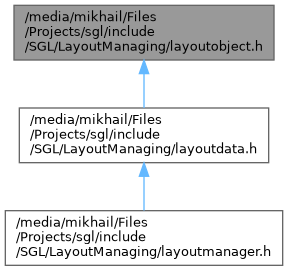 /media/mikhail/Files
/Projects/sgl/include
/SGL/LayoutManaging/layoutobject.h
/media/mikhail/Files
/Projects/sgl/include
/SGL/LayoutManaging/layoutdata.h
/media/mikhail/Files
/Projects/sgl/include
/SGL/LayoutManaging/layoutmanager.h